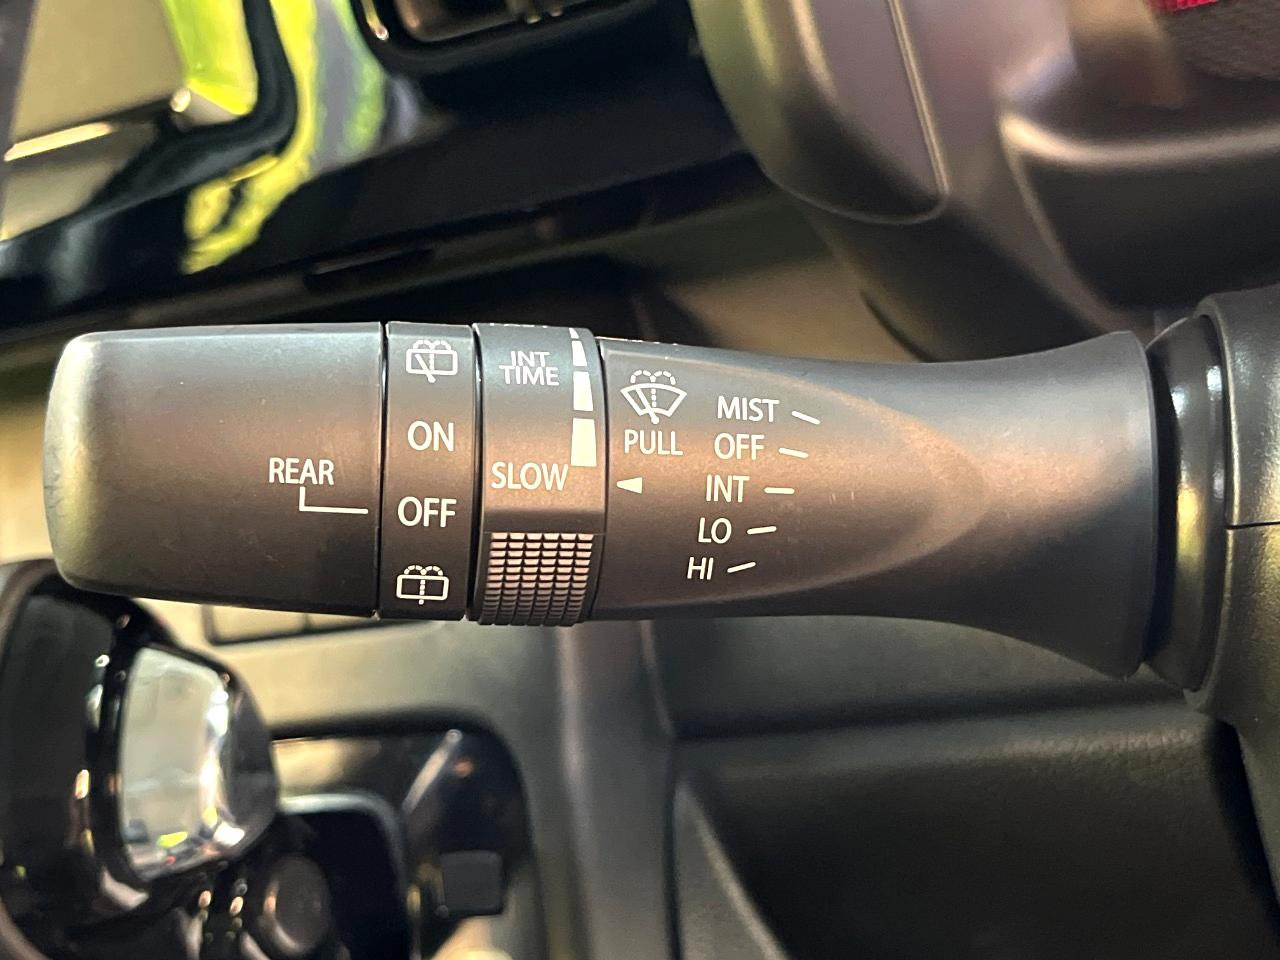 REAR
ON
OFF
INT
TIME
SLOW
PULL
MIST
OFF
INT
LO
HI